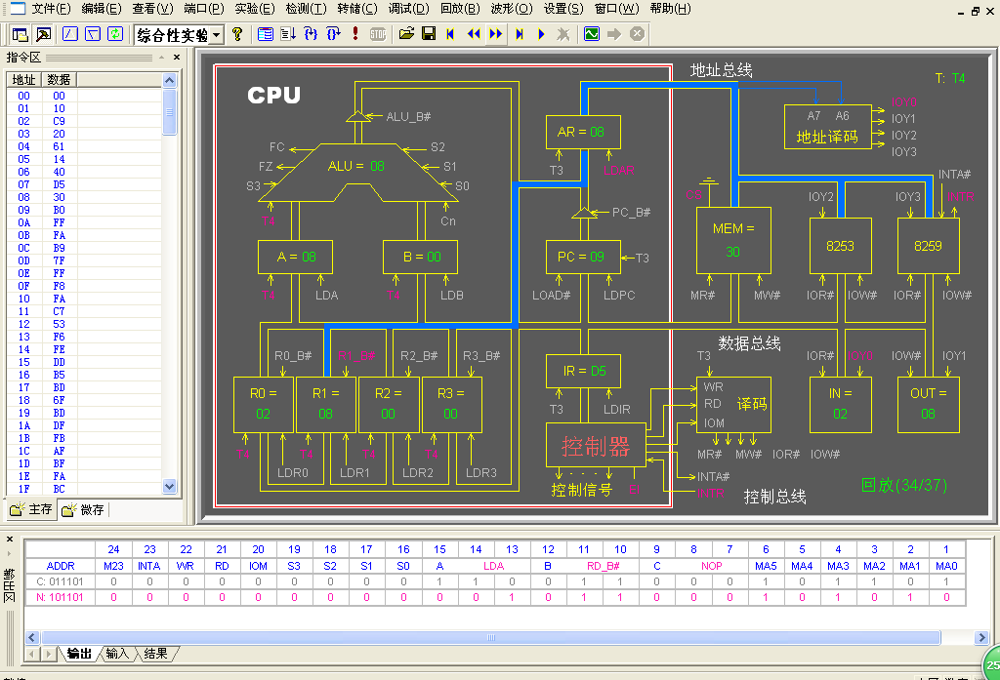 文件(F) 编辑(E) 查看(V) 端口(P) 实验(E) 检测(T) 转储(C) 调试(D) 回放(B) 波形(O) 设置(S) 窗口(W) 帮助(H)
综合性实验
STOP
指令区
地址 数据
00 00
01 10
02 C9
03 20
04 61
05 14
06 40
07 D5
08 30
09 B0
0A FF
0B FA
0C B9
0D 7F
0E FF
0F F8
10 FA
11 C7
12 53
13 F6
14 FE
15 DD
16 B5
17 BD
18 6F
19 BD
1A DF
1B FB
1C AF
1D BF
1E FA
1F BC
主存 微存
CPU
地址总线
T: T4
ALU_B#
AR = 08
A7 A6
地址译码
IOY0
IOY1
IOY2
IOY3
FC
FZ
S3
ALU = 08
S2
S1
S0
T4
Cn
T3
LDAR
PC_B#
INTA#
IOY2
IOY3
A = 08
B = 00
PC = 09
T3
MEM =
30
8253
8259
T4
LDA
T4
LDB
LOAD#
LDPC
MR#
MW#
IOR#
IOW#
IOR#
IOW#
数据总线
R0_B#
R1_B#
R2_B#
R3_B#
T3
IOR#
IOW#
IOY1
R0 =
02
R1 =
08
R2 =
00
R3 =
00
IR = D5
T3
LDIR
WR
RD
IOM
译码
IN =
02
OUT =
08
控制器
MR#
MW#
IOR#
IOW#
T4
T4
T4
LDR0
LDR1
LDR2
LDR3
控制信号
INTA#
控制总线
回放(34/37)
24 23 22 21 20 19 18 17 16 15 14 13 12 11 10 9 8 7 6 5 4 3 2 1
ADDR M23 INTA WR RD IOM S3 S2 S1 S0 A LDA B RD_B# C NOP MA5 MA4 MA3 MA2 MA1 MA0
C: 011101 0 0 0 0 0 0 0 0 0 1 1 0 0 1 1 0 0 0 1 0 1 1 0 1
N: 101101 0 0 0 0 0 0 0 0 0 0 0 1 0 1 1 0 0 0 1 0 1 0 1 0
输出 输入 结果
25